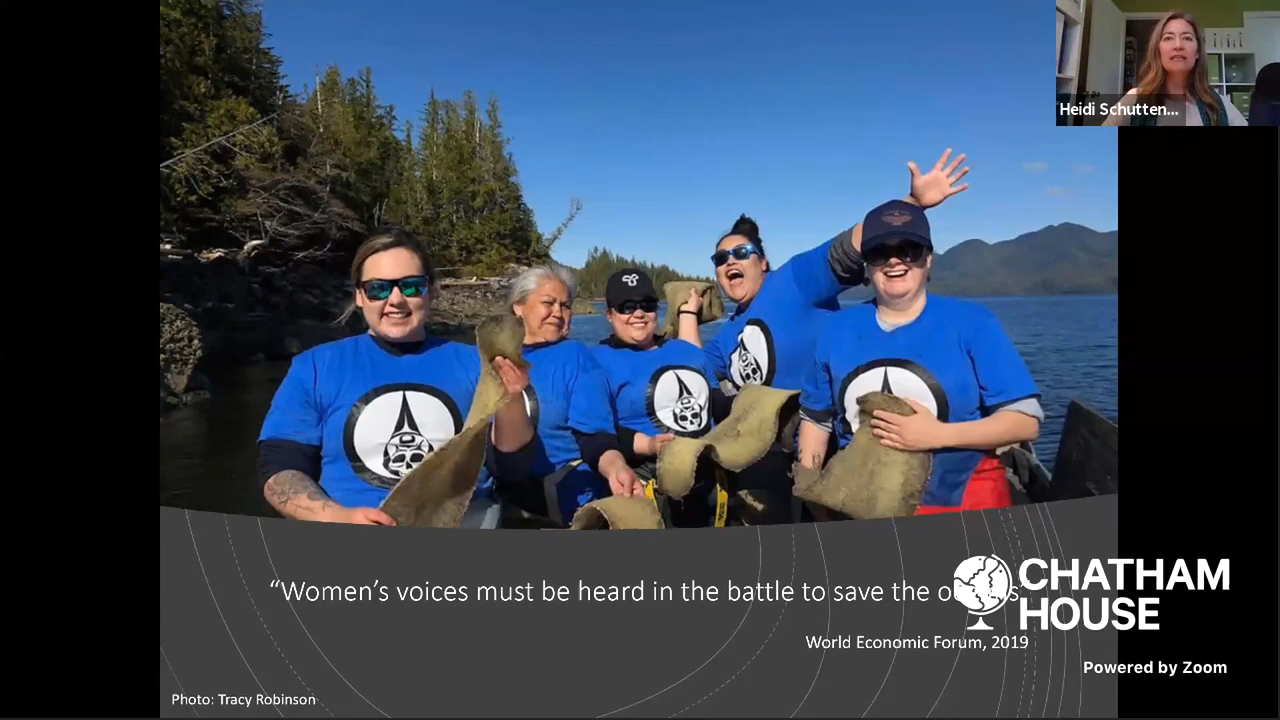 Heidi Schutten...
“Women’s voices must be heard in the battle to save the
CHATHAM
HOUSE
World Economic Forum, 2019
Powered by Zoom
Photo: Tracy Robinson